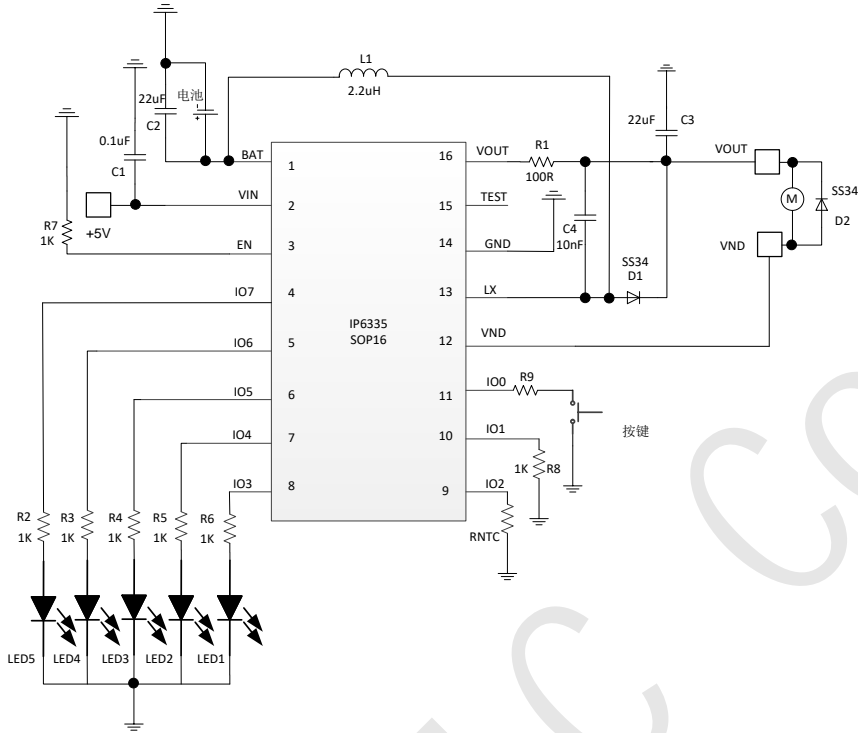 L1
2.2uH
22uF
C2
电池
0.1uF
C1
+5V
R7
1K
BAT
VIN
EN
IO7
IO6
IO5
IO4
IO3
1
2
3
4
5
6
7
8
IP6335
SOP16
16
15
14
13
12
11
10
9
VOUT
TEST
GND
LX
VND
IO0
IO1
IO2
R1
100R
C4
10nF
22uF
C3
SS34
D1
VOUT
VND
M
SS34
D2
R9
按键
1K
R8
RNTC
R2
1K
R3
1K
R4
1K
R5
1K
R6
1K
LED5
LED4
LED3
LED2
LED1